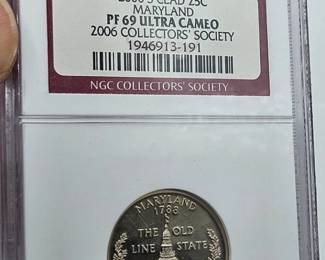 MARYLAND
PF 69 ULTRA CAMEO
2006 COLLECTORS' SOCIETY
1946913-191
NGC COLLECTORS' SOCIETY
MARYLAND
1788
THE OLD
LINE STATE